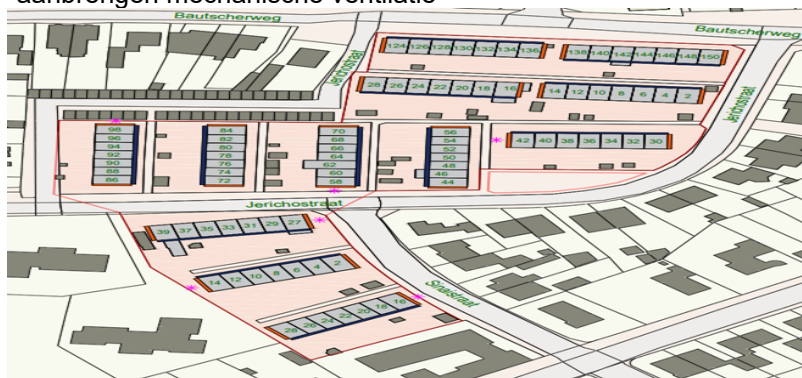 aanbrengen mechanische ventilatie
Bautscherweg
Bautscherweg
124 126 128 130 132 134 136
138 140 142 144 146 148 150
Jerichostraat
28 26 24 22 20 18 16
14 12 10 8 6 4 2
Jerichostraat
98
96
94
92
90
88
86
84
82
80
78
76
74
72
70
68
66
64
62
60
58
56
54
52
50
48
46
44
42 40 38 36 34 32 30
Jerichostraat
39 37 35 33 31 29 27
14 12 10 8 6 4 2
Sinaistraat
28 26 24 22 20 18 16